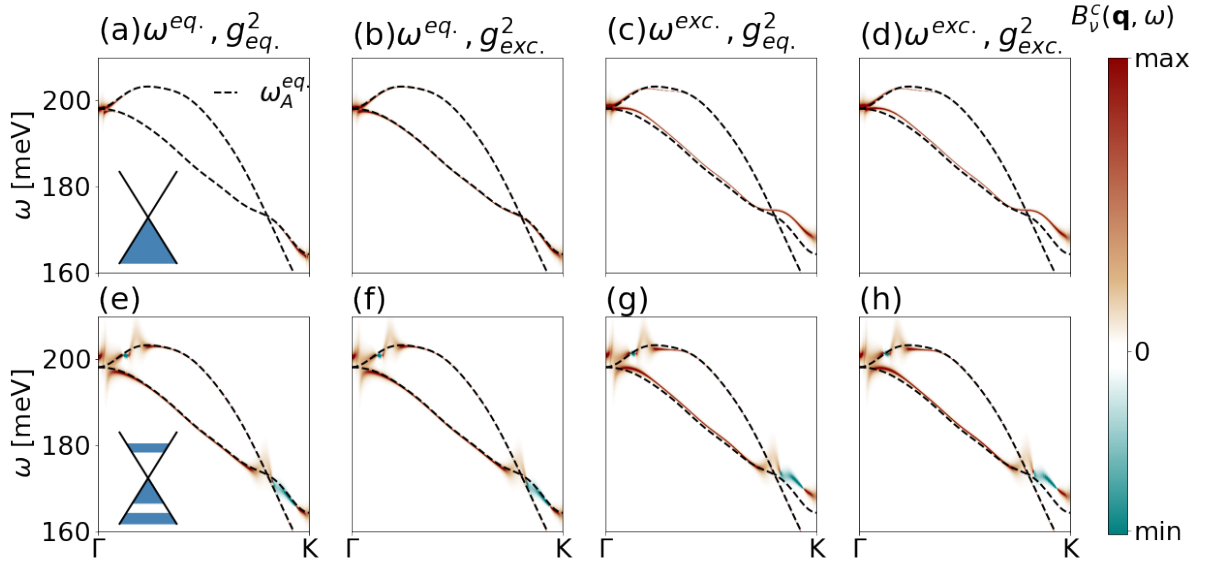 (a)ω^{eq.}, g^2_{eq.}
(b)ω^{eq.}, g^2_{exc.}
(c)ω^{exc.}, g^2_{eq.}
(d)ω^{exc.}, g^2_{exc.}
B^c_ν(𝐪, ω)
ω [meV]
200
180
160
ω_A^{eq.}
(e)
(f)
(g)
(h)
ω [meV]
200
180
160
Γ K
Γ K
Γ K
Γ K
max
0
min